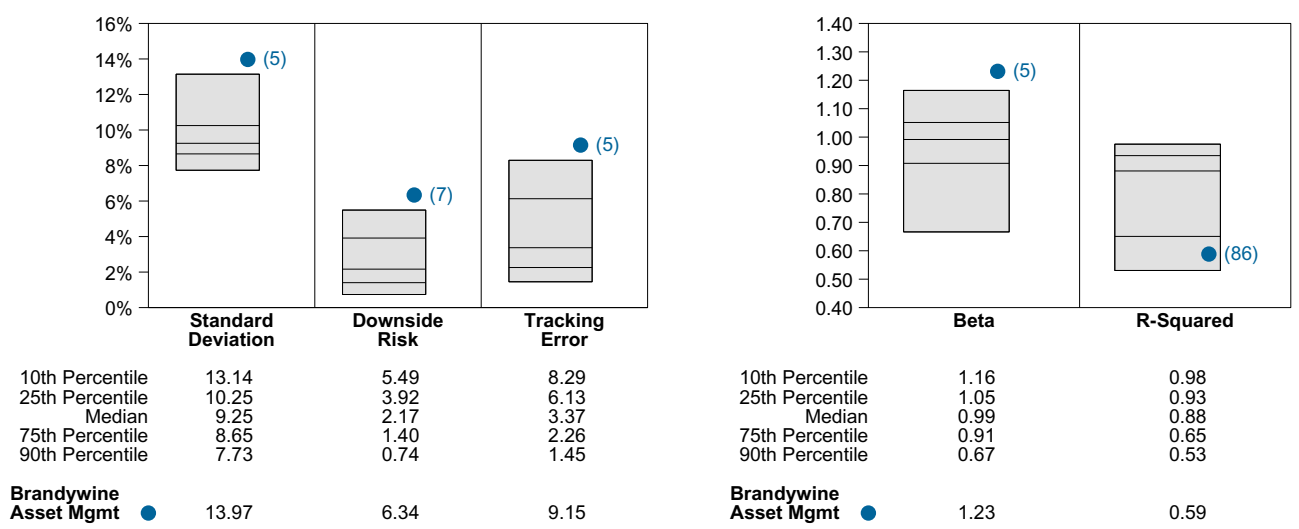 16%
14%
12%
10%
8%
6%
4%
2%
0%
(5)
(7)
(5)
Standard Deviation
Downside Risk
Tracking Error
10th Percentile 13.14 5.49 8.29
25th Percentile 10.25 3.92 6.13
Median 9.25 2.17 3.37
75th Percentile 8.65 1.40 2.26
90th Percentile 7.73 0.74 1.45
Brandywine
Asset Mgmt 13.97 6.34 9.15
1.40
1.30
1.20
1.10
1.00
0.90
0.80
0.70
0.60
0.50
0.40
(5)
(86)
Beta R-Squared
10th Percentile 1.16 0.98
25th Percentile 1.05 0.93
Median 0.99 0.88
75th Percentile 0.91 0.65
90th Percentile 0.67 0.53
Brandywine
Asset Mgmt 1.23 0.59